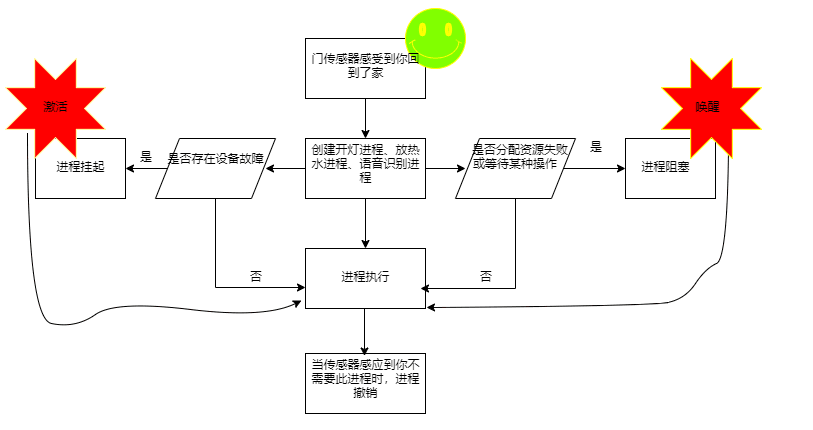 门传感器感受到你回
到了家
激活
唤醒
进程挂起
是
是否存在设备故障
创建开灯进程、放热
水进程、语音识别进
程
是否分配资源失败
或等待某种操作
是
进程阻塞
否
进程执行
否
当传感器感应到你不
需要此进程时，进程
撤销